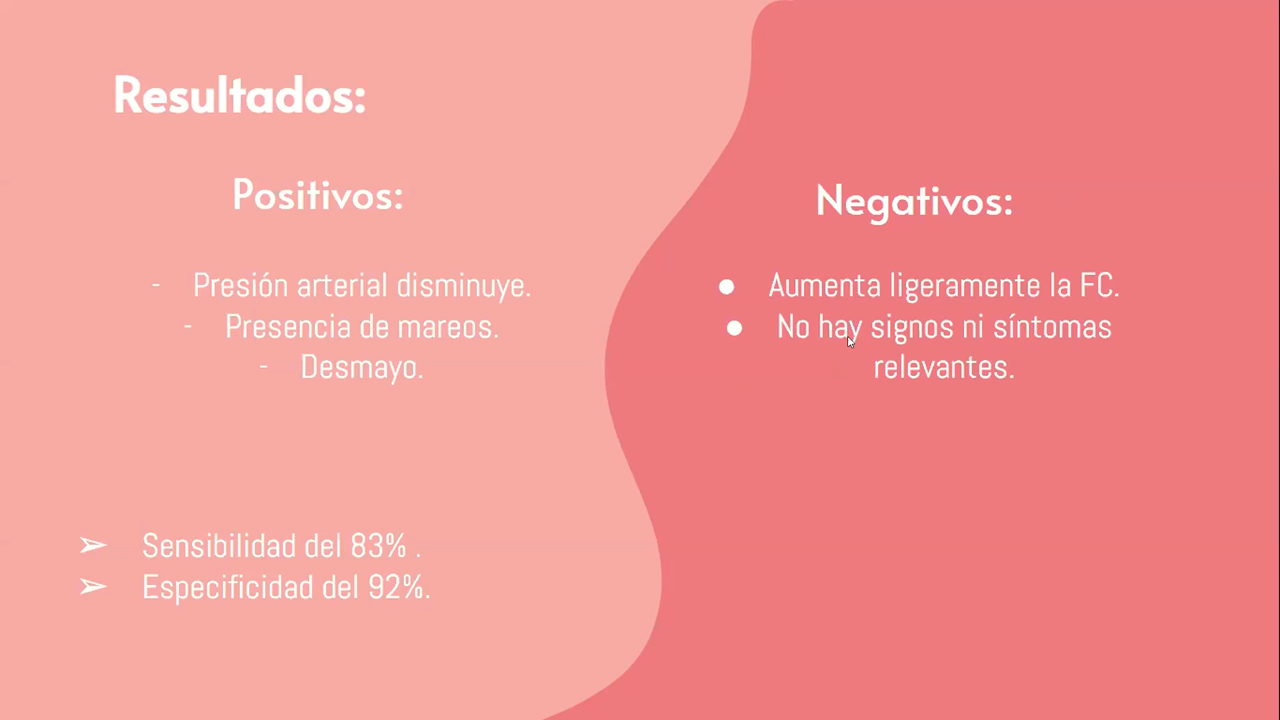 Resultados:
Positivos:
- Presión arterial disminuye.
- Presencia de mareos.
- Desmayo.
➢ Sensibilidad del 83% .
➢ Especificidad del 92%.
Negativos:
● Aumenta ligeramente la FC.
● No hay signos ni síntomas
relevantes.